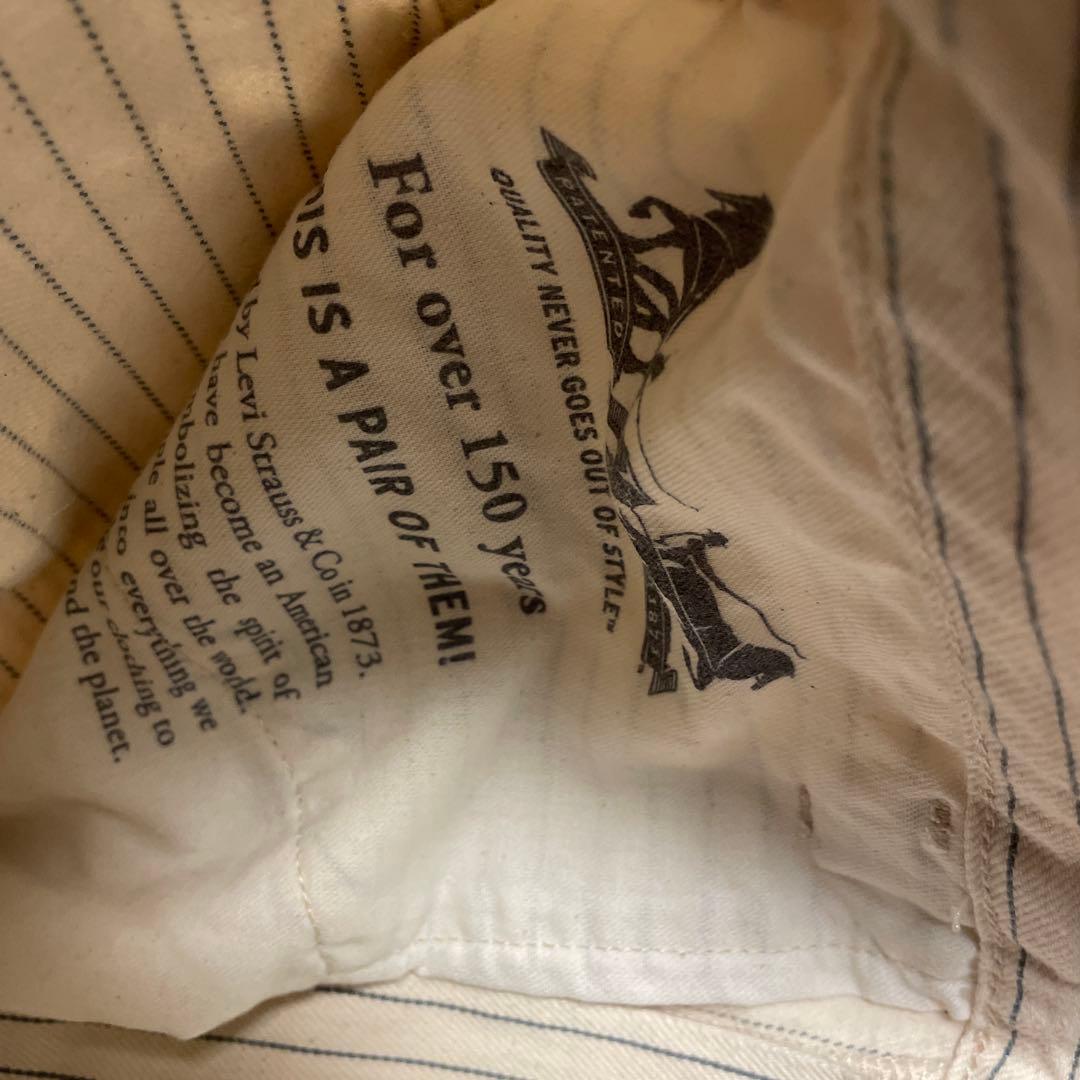 PATENTED
1873
QUALITY NEVER GOES OUT OF STYLE™
For over 150 years
IS IS A PAIR OF THEM!
by Levi Strauss & Co in 1873.
have become an American
the spirit of
all over the world.
into everything we
our clothing to
the planet.